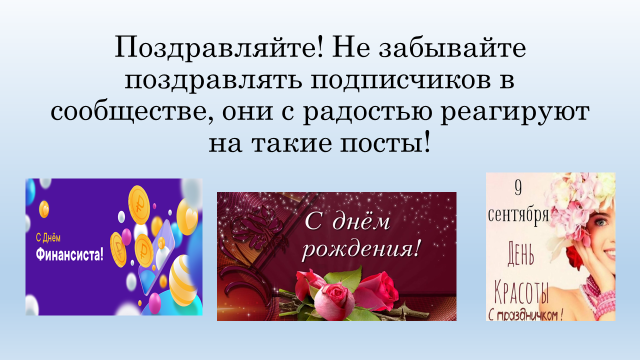 Поздравляйте! Не забывайте
поздравлять подписчиков в
сообществе, они с радостью реагируют
на такие посты!
С Днём
Финансиста!
С днём
рождения!
9
сентября
День
Красоты
С праздничком!